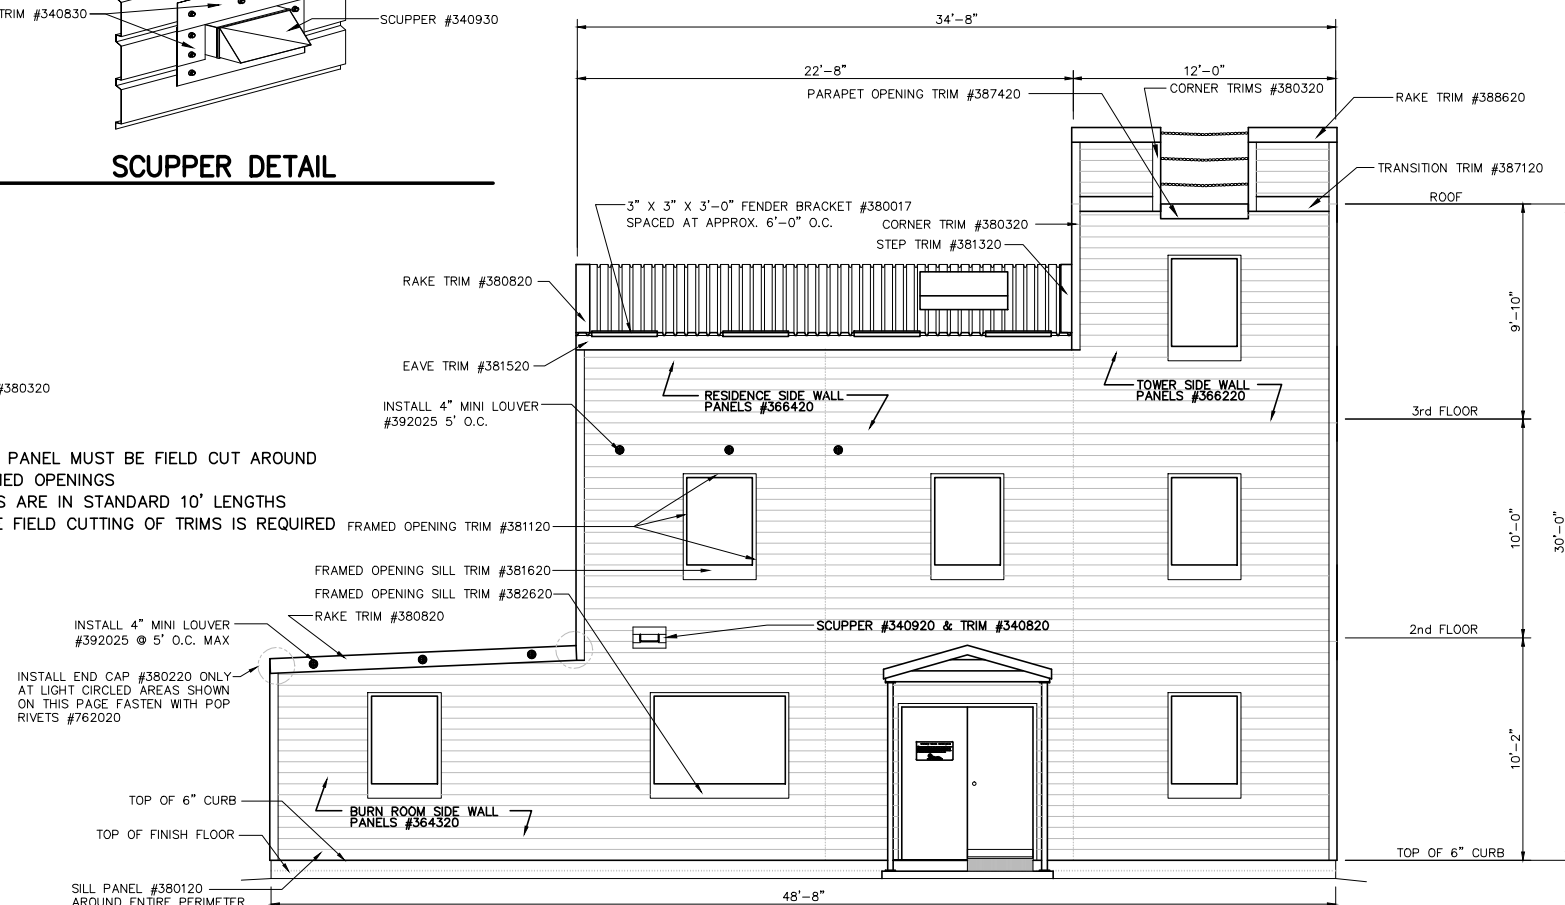 TRIM #340830
SCUPPER #340930
SCUPPER DETAIL
34'-8"
22'-8"
12'-0"
PARAPET OPENING TRIM #387420
CORNER TRIMS #380320
RAKE TRIM #388620
TRANSITION TRIM #387120
ROOF
3" X 3" X 3'-0" FENDER BRACKET #380017
SPACED AT APPROX. 6'-0" O.C.
CORNER TRIM #380320
STEP TRIM #381320
RAKE TRIM #380820
9'-10"
EAVE TRIM #381520
#380320
RESIDENCE SIDE WALL
PANELS #366420
TOWER SIDE WALL
PANELS #366220
INSTALL 4" MINI LOUVER
#392025 5' O.C.
3rd FLOOR
PANEL MUST BE FIELD CUT AROUND
OPENINGS
ARE IN STANDARD 10' LENGTHS
FIELD CUTTING OF TRIMS IS REQUIRED
FRAMED OPENING TRIM #381120
10'-0"
30'-0"
FRAMED OPENING SILL TRIM #381620
FRAMED OPENING SILL TRIM #382620
RAKE TRIM #380820
INSTALL 4" MINI LOUVER
#392025 @ 5' O.C. MAX
SCUPPER #340920 & TRIM #340820
2nd FLOOR
INSTALL END CAP #380220 ONLY
AT LIGHT CIRCLED AREAS SHOWN
ON THIS PAGE FASTEN WITH POP
RIVETS #762020
10'-2"
TOP OF 6" CURB
BURN ROOM SIDE WALL
PANELS #364320
TOP OF FINISH FLOOR
TOP OF 6" CURB
SILL PANEL #380120
AROUND ENTIRE PERIMETER
48'-8"